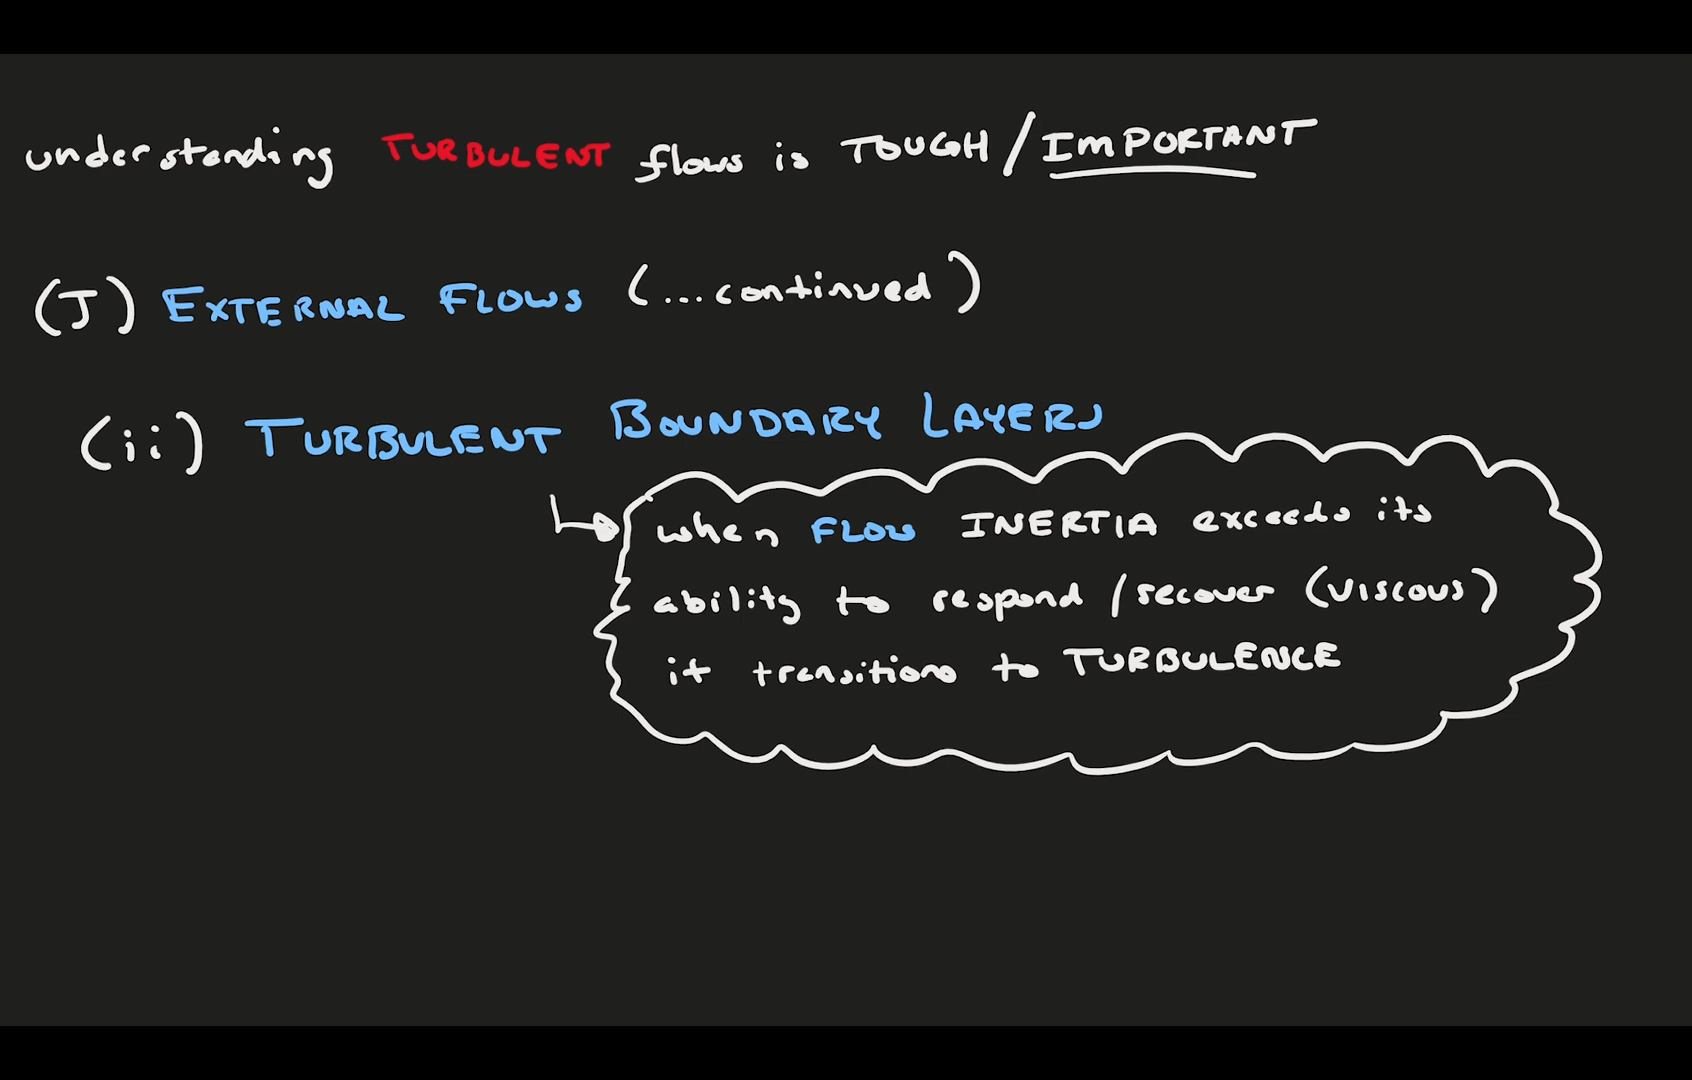 understanding TURBULENT flows is TOUGH/IMPORTANT
(J) EXTERNAL FLOWS (...continued)
(ii) TURBULENT BOUNDARY LAYERS
when FLOW INERTIA exceeds its
ability to respond/recover (viscous)
it transitions to TURBULENCE